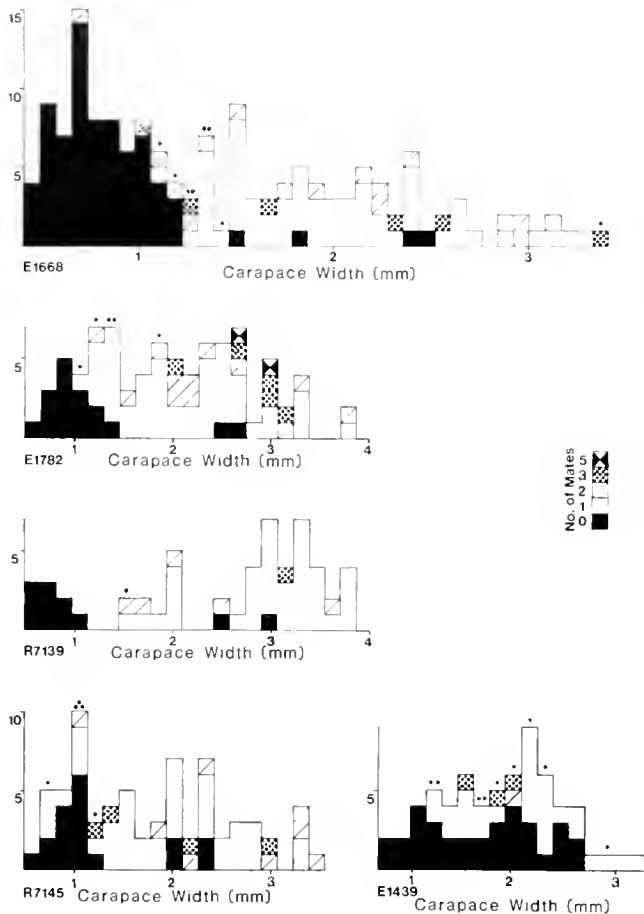 15
10
5
1 2 3
E1668 Carapace Width (mm)
5
1 2 3 4
E1782 Carapace Width (mm)
No. of Mates
5
3
2
1
0
5
1 2 3 4
R7139 Carapace Width (mm)
10
5
1 2 3
R7145 Carapace Width (mm)
5
1 2 3
E1439
Carapace Width (mm)